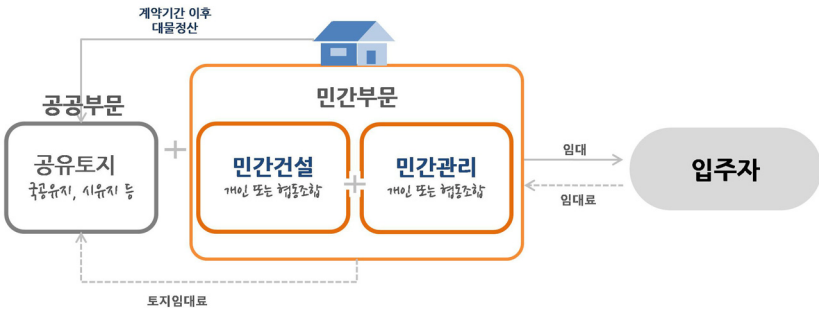 계약기간 이후
대물정산
공공부문
민간부문
공유토지
국공유지, 시유지 등
민간건설
개인 또는 협동조합
민간관리
개인 또는 협동조합
임대
임대료
입주자
토지임대료